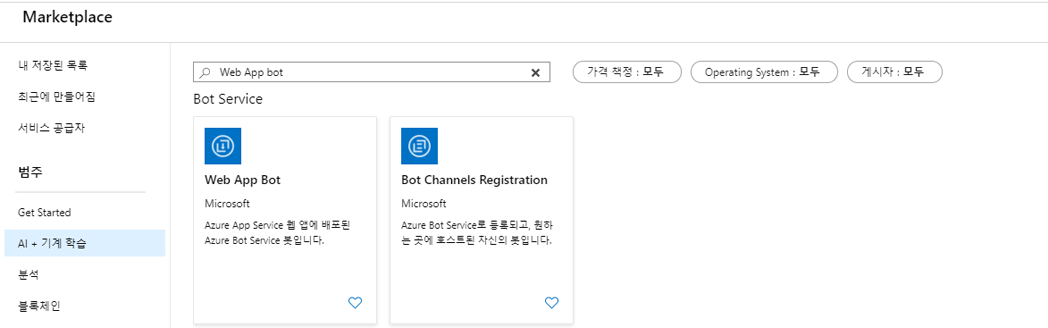 Marketplace
내 저장된 목록
최근에 만들어짐
서비스 공급자
범주
Get Started
AI + 기계 학습
분석
블록체인
Web App bot
가격 책정 : 모두
Operating System : 모두
게시자 : 모두
Bot Service
Web App Bot
Microsoft
Azure App Service 웹 앱에 배포된
Azure Bot Service 봇입니다.
Bot Channels Registration
Microsoft
Azure Bot Service로 등록되고, 원하
는 곳에 호스트된 자신의 봇입니다.